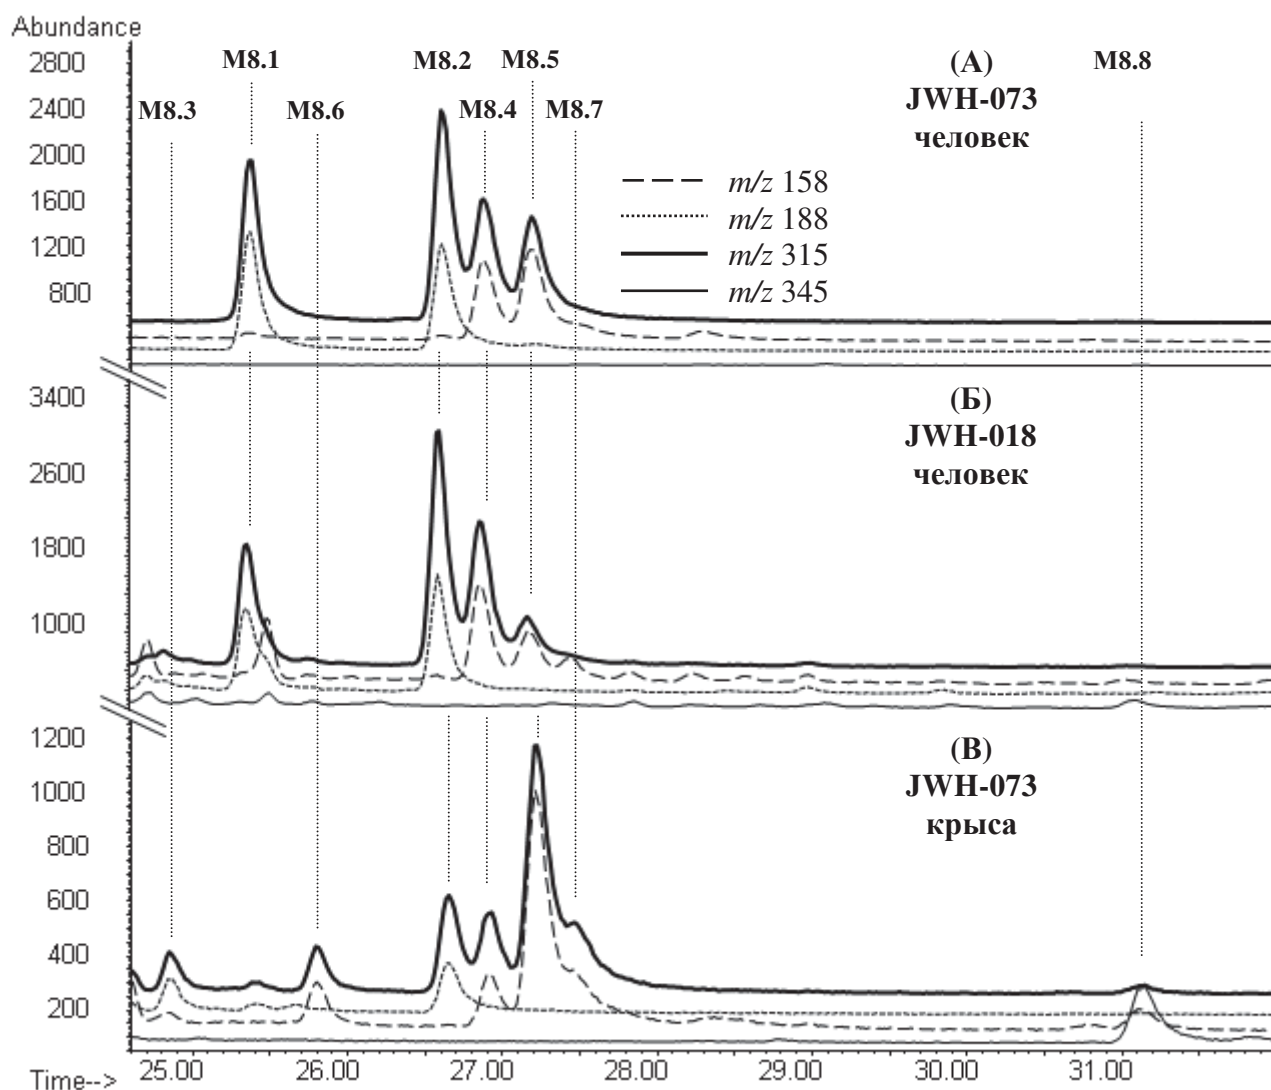 Abundance
M8.1
M8.2
M8.5
M8.8
M8.3
M8.6
M8.4
M8.7
(А)
JWH-073
человек
m/z 158
m/z 188
m/z 315
m/z 345
2800
2400
2000
1600
1200
800
(Б)
JWH-018
человек
3400
2600
1800
1000
(В)
JWH-073
крыса
1200
1000
800
600
400
200
25.00 26.00 27.00 28.00 29.00 30.00 31.00
Time-->